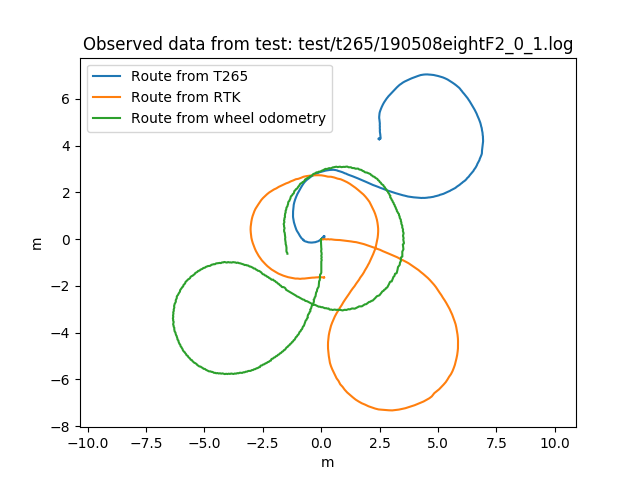 Observed data from test: test/t265/190508eightF2_0_1.log
Route from T265
Route from RTK
Route from wheel odometry
6
4
2
0
−2
−4
−6
−8
m
−10.0 −7.5 −5.0 −2.5 0.0 2.5 5.0 7.5 10.0
m